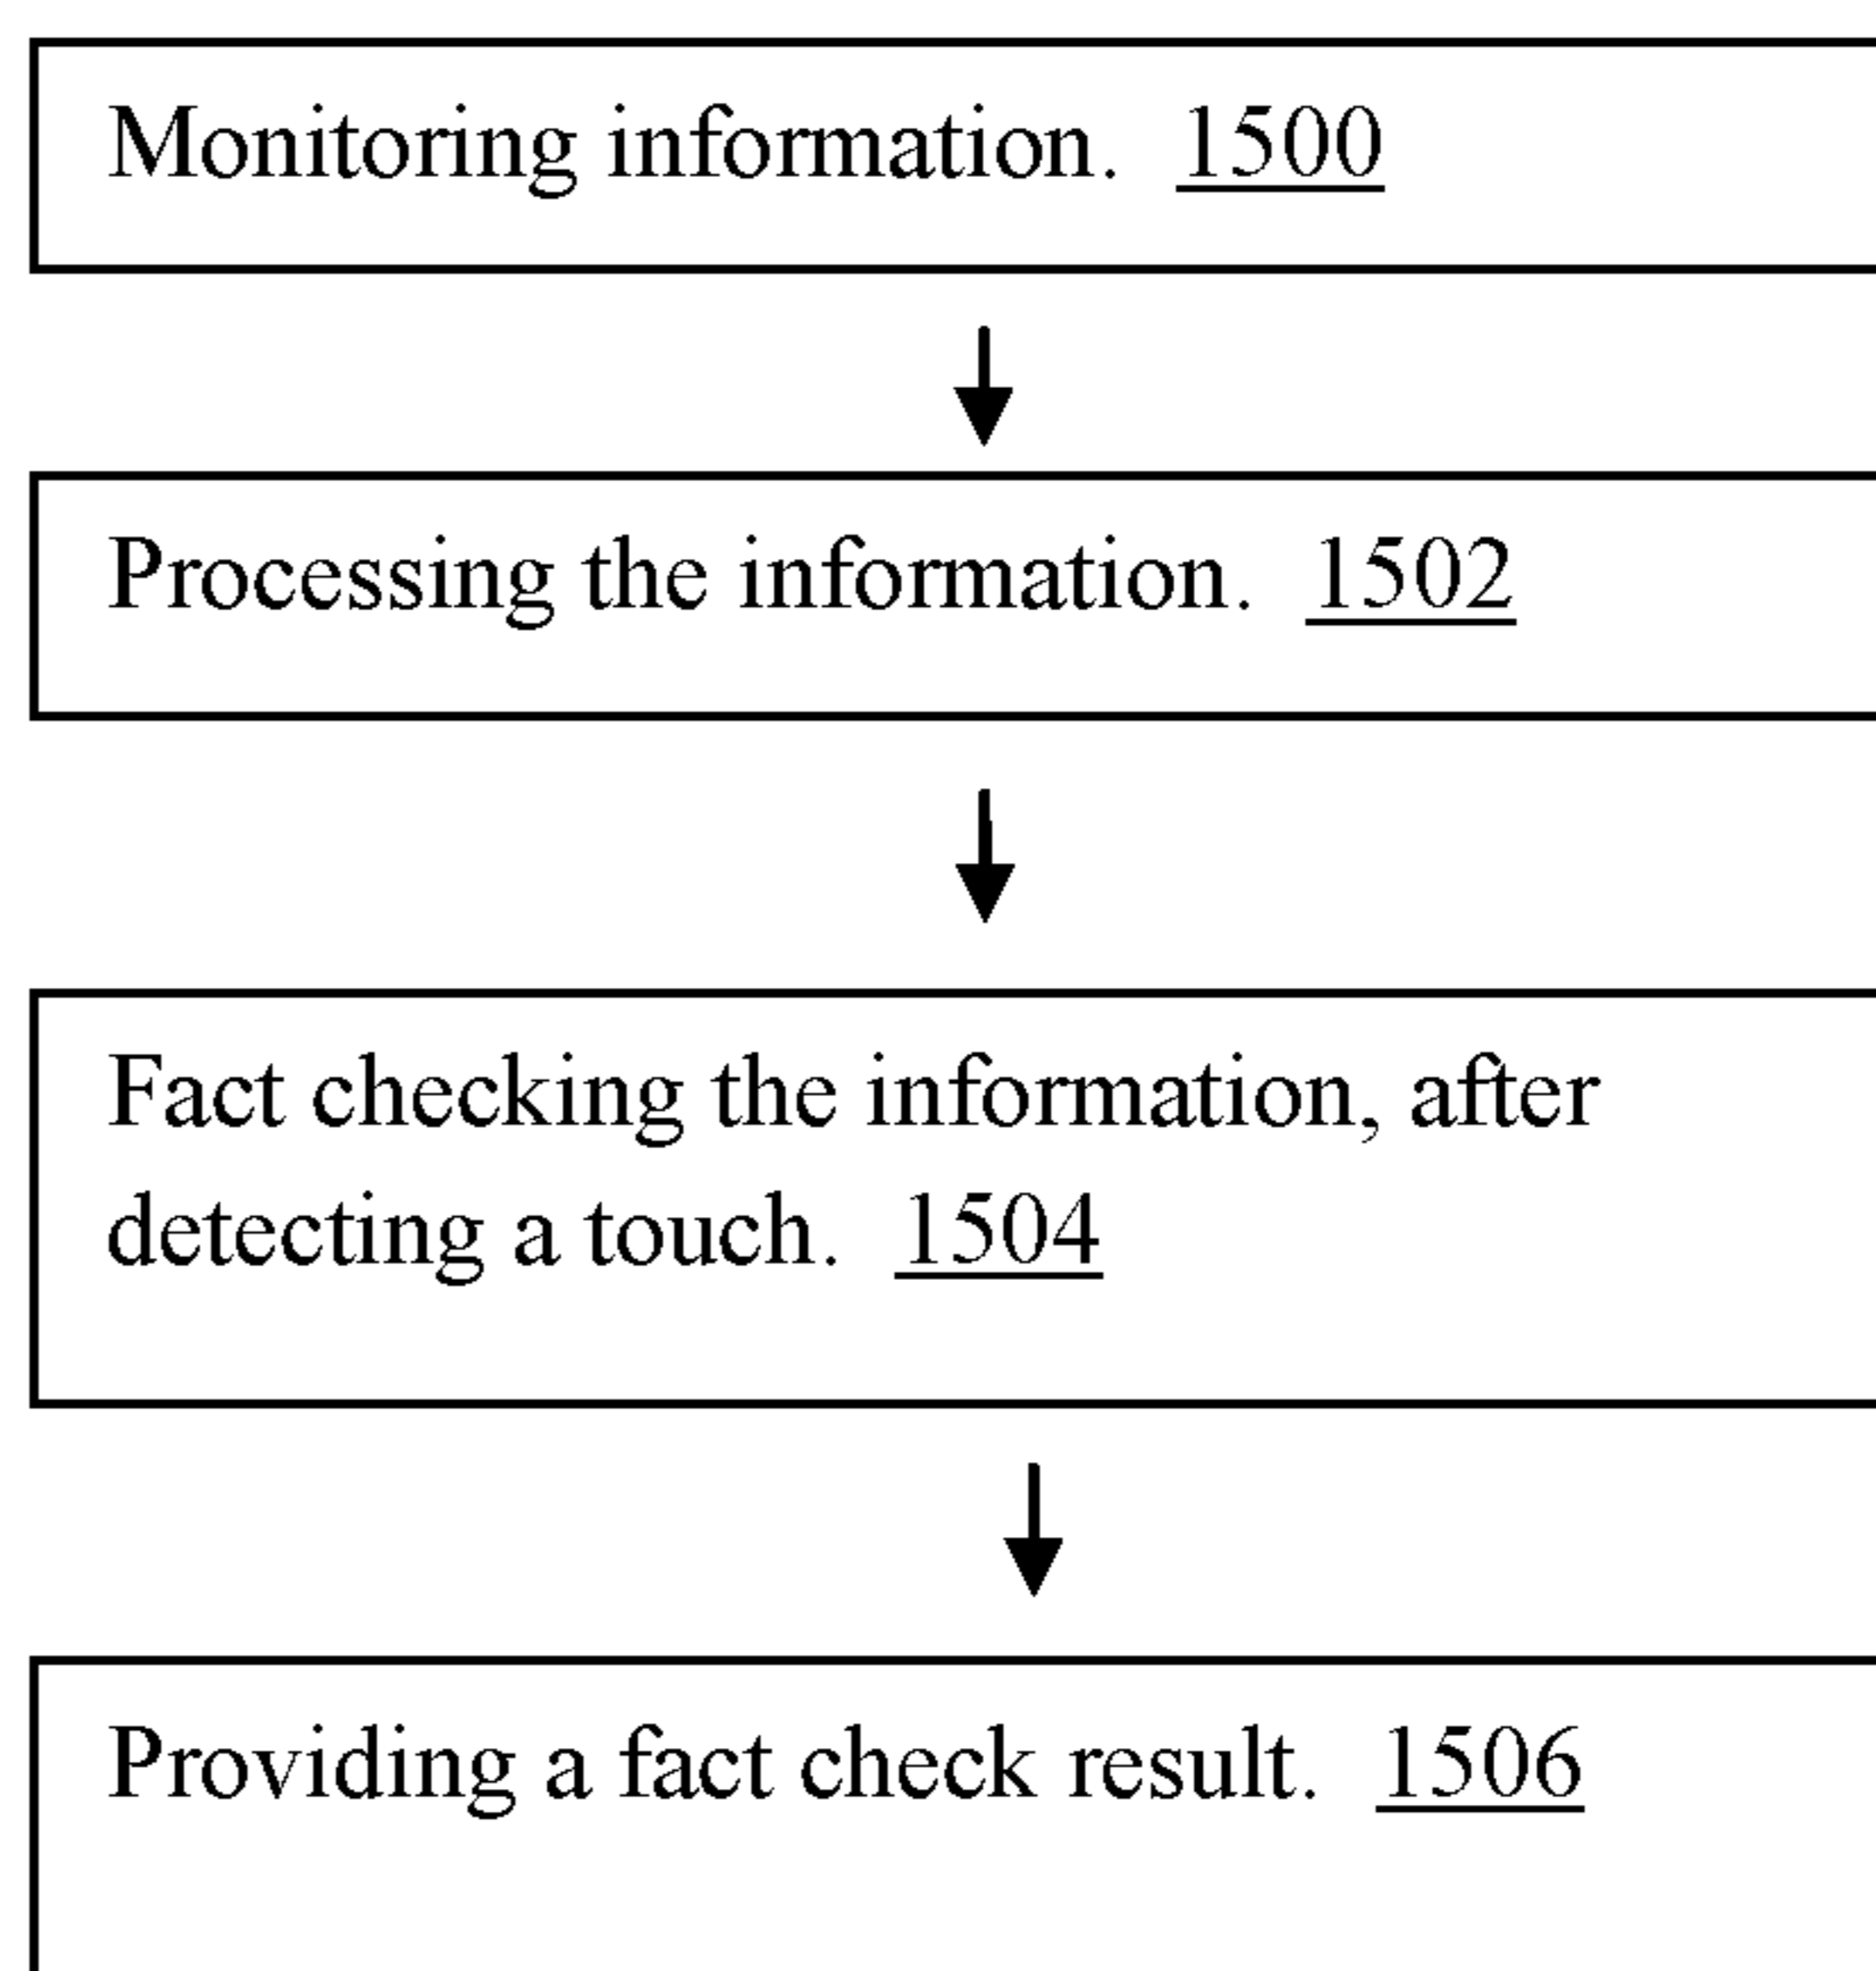 Monitoring information. 1500
Processing the information. 1502
Fact checking the information, after
detecting a touch. 1504
Providing a fact check result. 1506